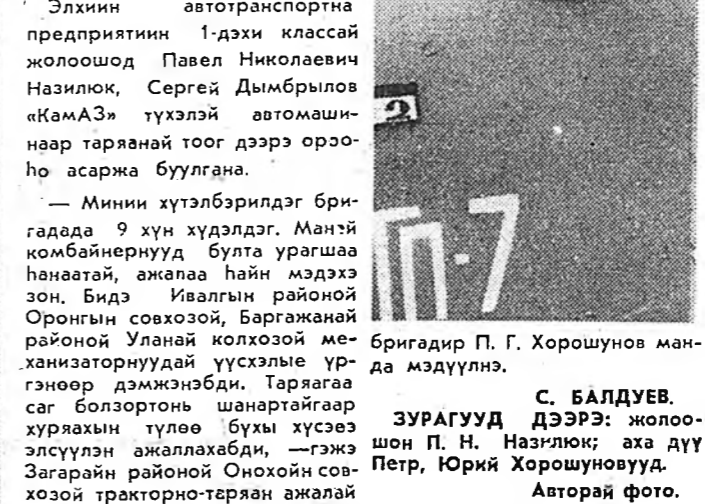 Элхиин автотранспортна
предприятиин 1-дэхи классай
жолоошод Павел Николаевич
Назилюк, Сергей Дымбрылов
«КамАЗ» түхэлэй автомаши-
наар таряанай тоог дээрэ ороо-
һо асаржа буулгана.
— Минии хүтэлбэрилдэг бри-
гадада 9 хүн хүдэлдэг. Манай
комбайнернууд булта урагшаа
һанаатай, ажалаа һайн мэдэхэ
зон. Бидэ Ивалгын районой
Оронгын совхозой, Баргажанай
районой Уланай колхозой ме-
ханизаторнуудай үүсхэлые үр-
гэнөөр дэмжэнэбди. Таряагаа
саг болзортонь шанартайгаар
хуряахын түлөө бүхы хүсэеэ
элсүүлэн ажаллахабди, —гэжэ
Загарайн районой Онохойн сов-
хозой тракторно-таряан ажалай
2
П-7
бригадир П. Г. Хорошунов ман-
да мэдүүлнэ.
С. БАЛДУЕВ.
ЗУРАГУУД ДЭЭРЭ: жолоо-
шон П. Н. Назилюк; аха дүү
Петр, Юрий Хорошуновууд.
Авторай фото.